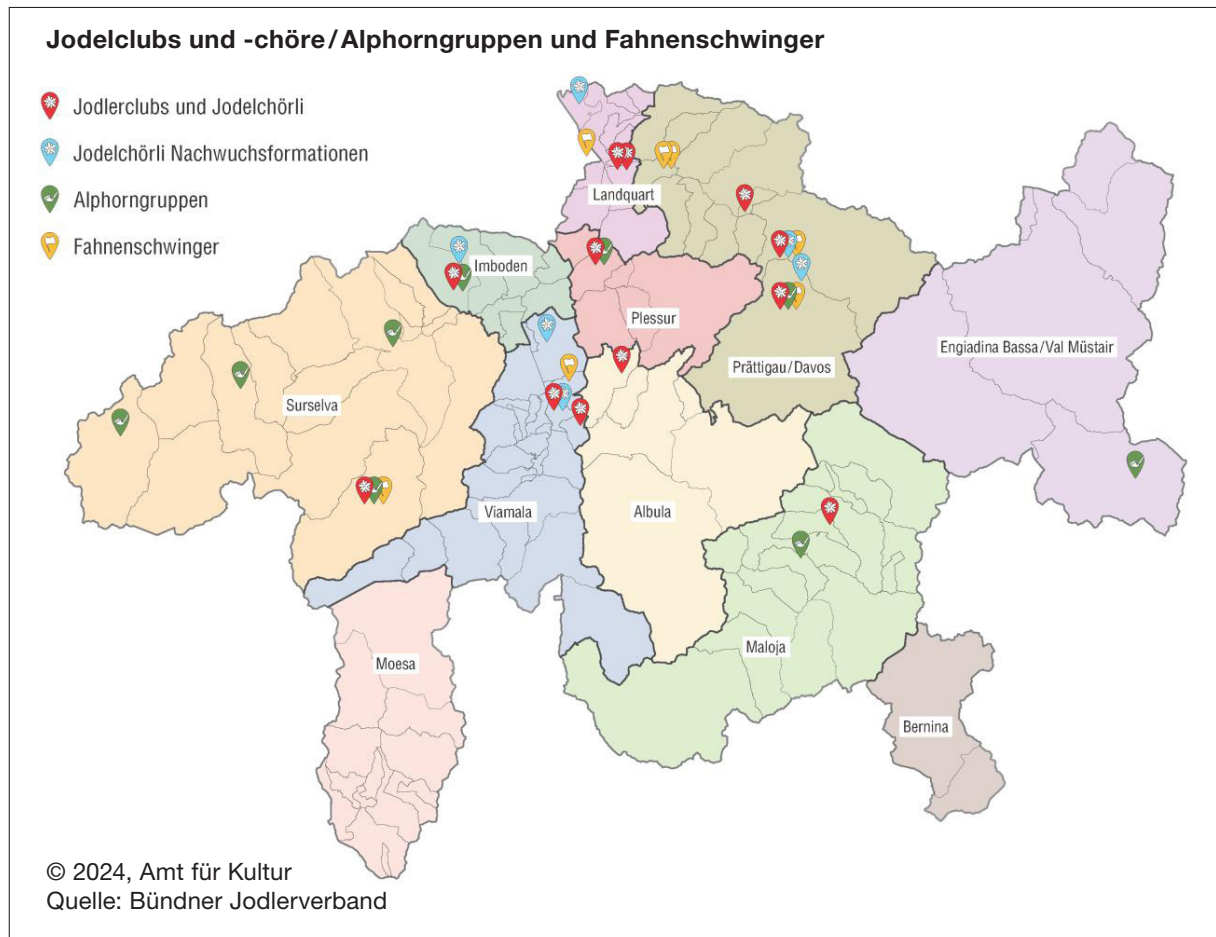 Jodelclubs und -chöre/Alphorngruppen und Fahnenschwinger
Jodlerclubs und Jodelchörli
Jodelchörli Nachwuchsformationen
Alphorngruppen
Fahnenschwinger
Landquart
Imboden
Plessur
Prättigau/Davos
Engiadina Bassa/Val Müstair
Surselva
Viamala
Albula
Maloja
Moesa
Bernina
© 2024, Amt für Kultur
Quelle: Bündner Jodlerverband